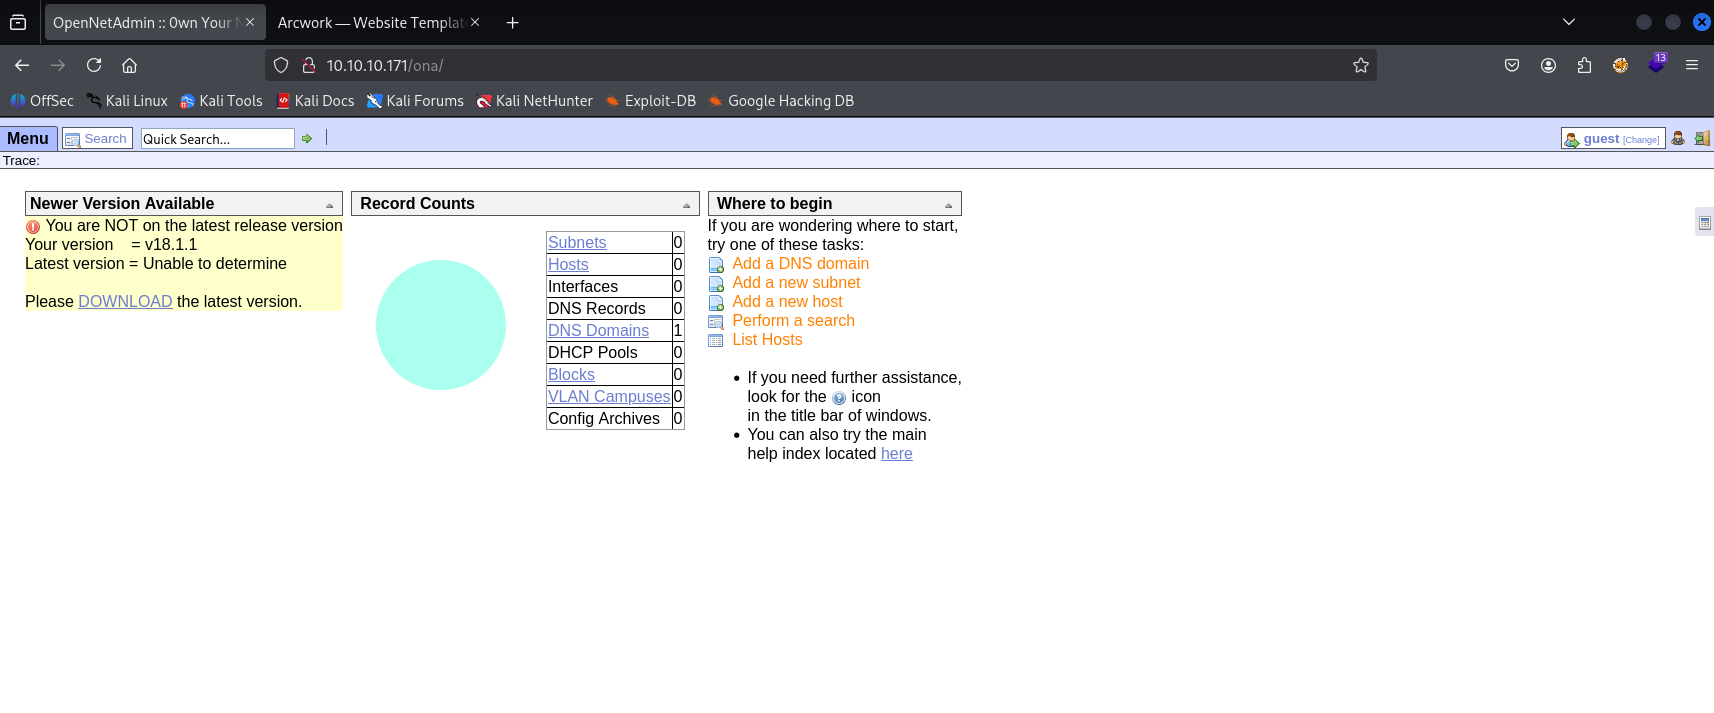 OpenNetAdmin :: 0wn Your N
Arcwork — Website Templat
10.10.10.171/ona/
13
OffSec
Kali Linux
Kali Tools
Kali Docs
Kali Forums
Kali NetHunter
Exploit-DB
Google Hacking DB
Menu
Search
Quick Search...
guest [Change]
Trace:
Newer Version Available
You are NOT on the latest release version
Your version = v18.1.1
Latest version = Unable to determine
Please DOWNLOAD the latest version.
Record Counts
Subnets 0
Hosts 0
Interfaces 0
DNS Records 0
DNS Domains 1
DHCP Pools 0
Blocks 0
VLAN Campuses 0
Config Archives 0
Where to begin
If you are wondering where to start,
try one of these tasks:
Add a DNS domain
Add a new subnet
Add a new host
Perform a search
List Hosts
• If you need further assistance,
look for the ? icon
in the title bar of windows.
• You can also try the main
help index located here